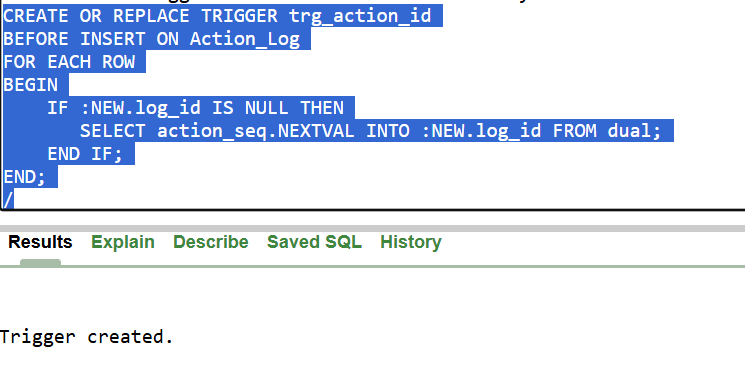 CREATE OR REPLACE TRIGGER trg_action_id
BEFORE INSERT ON Action_Log
FOR EACH ROW
BEGIN
    IF :NEW.log_id IS NULL THEN
       SELECT action_seq.NEXTVAL INTO :NEW.log_id FROM dual;
    END IF;
END;
/
Results Explain Describe Saved SQL History
Trigger created.